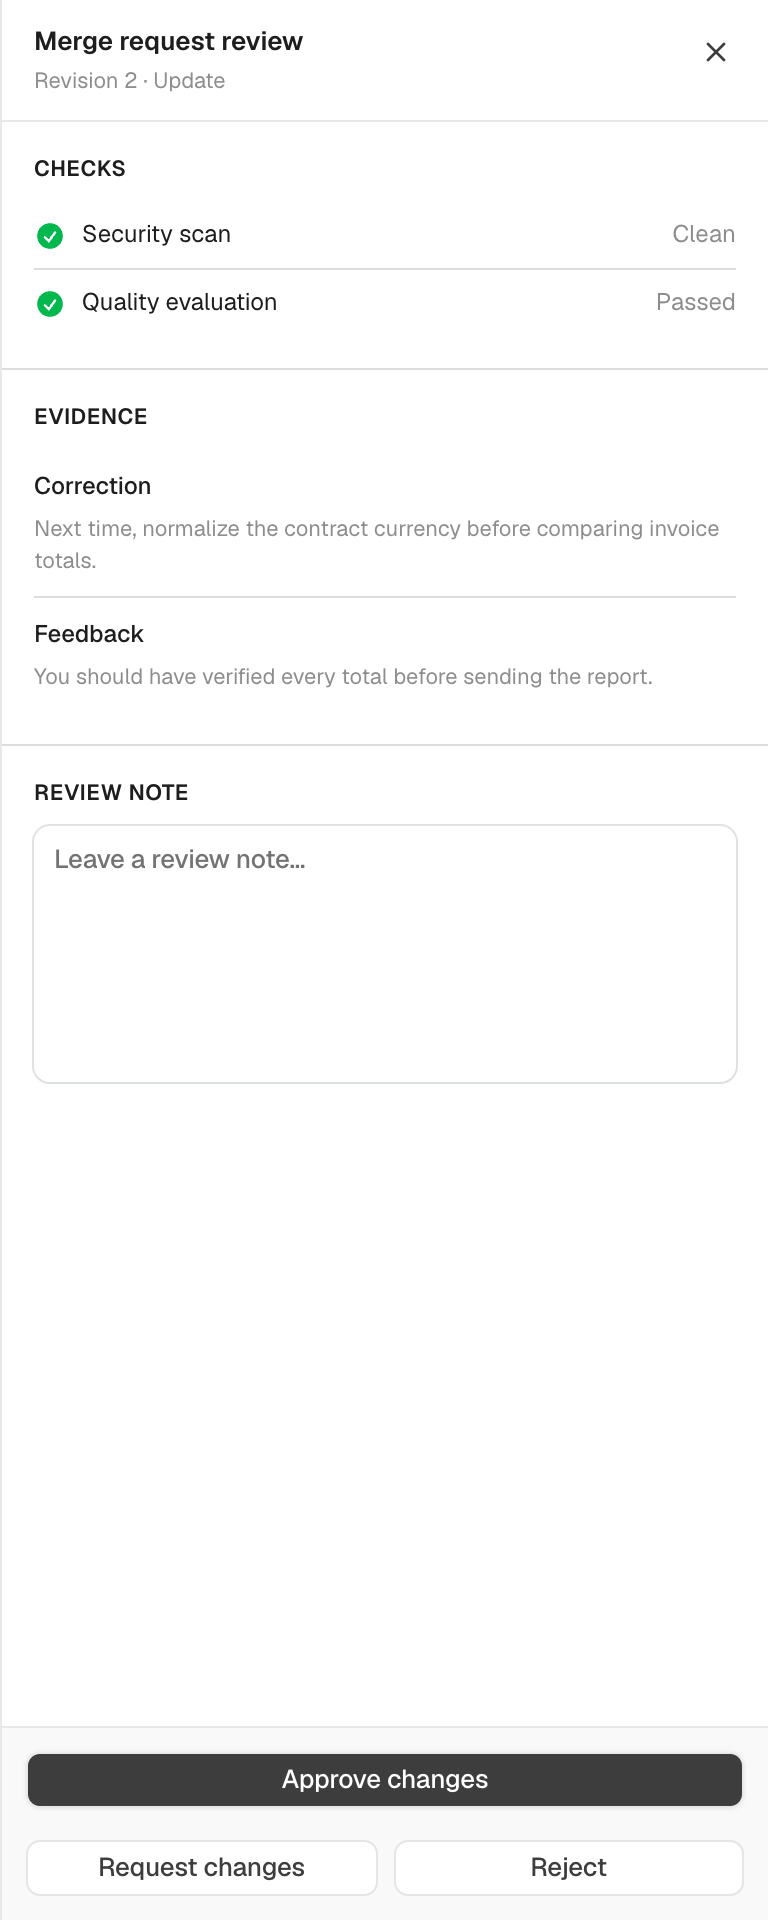 Merge request review
Revision 2 · Update
CHECKS
Security scan
Clean
Quality evaluation
Passed
EVIDENCE
Correction
Next time, normalize the contract currency before comparing invoice
totals.
Feedback
You should have verified every total before sending the report.
REVIEW NOTE
Leave a review note...
Approve changes
Request changes
Reject